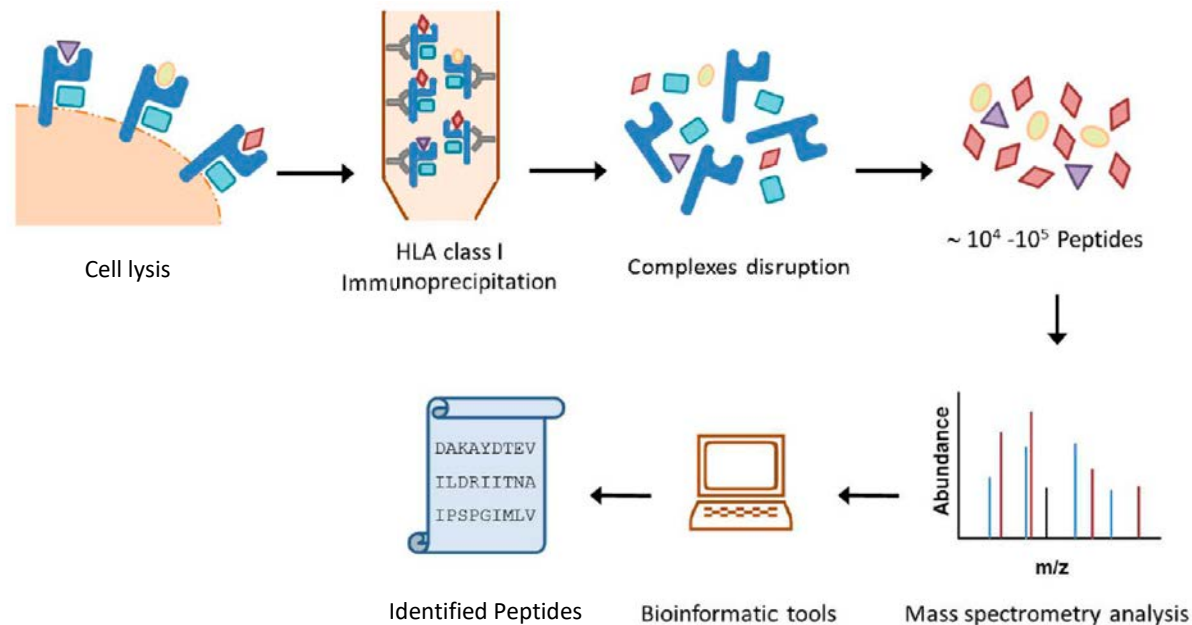 Cell lysis
HLA class I
Immunoprecipitation
Complexes disruption
~ 10⁴ -10⁵ Peptides
DAKAYDTEV
ILDRIITNA
IPSPGIMLV
Identified Peptides
Bioinformatic tools
Abundance
m/z
Mass spectrometry analysis